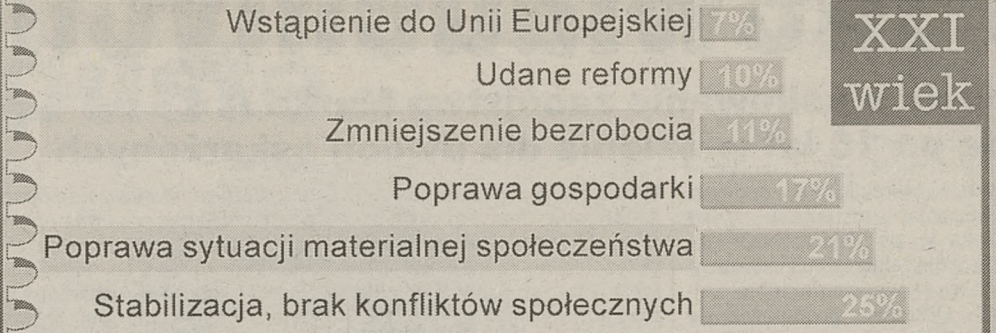 Wstąpienie do Unii Europejskiej 7%
XXI
wiek
Udane reformy 10%
Zmniejszenie bezrobocia 11%
Poprawa gospodarki 17%
Poprawa sytuacji materialnej społeczeństwa 21%
Stabilizacja, brak konfliktów społecznych 25%